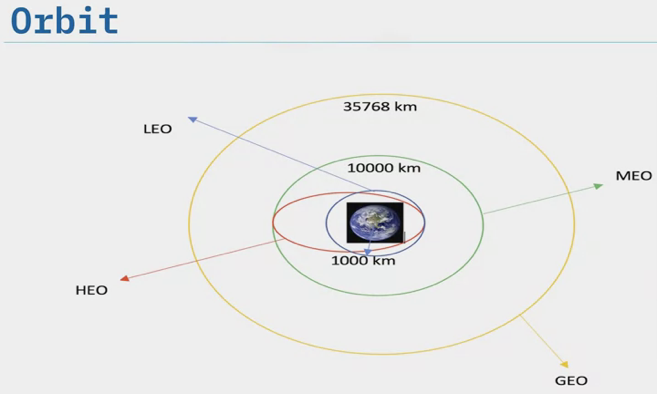 Orbit
35768 km
LEO
10000 km
MEO
1000 km
HEO
GEO